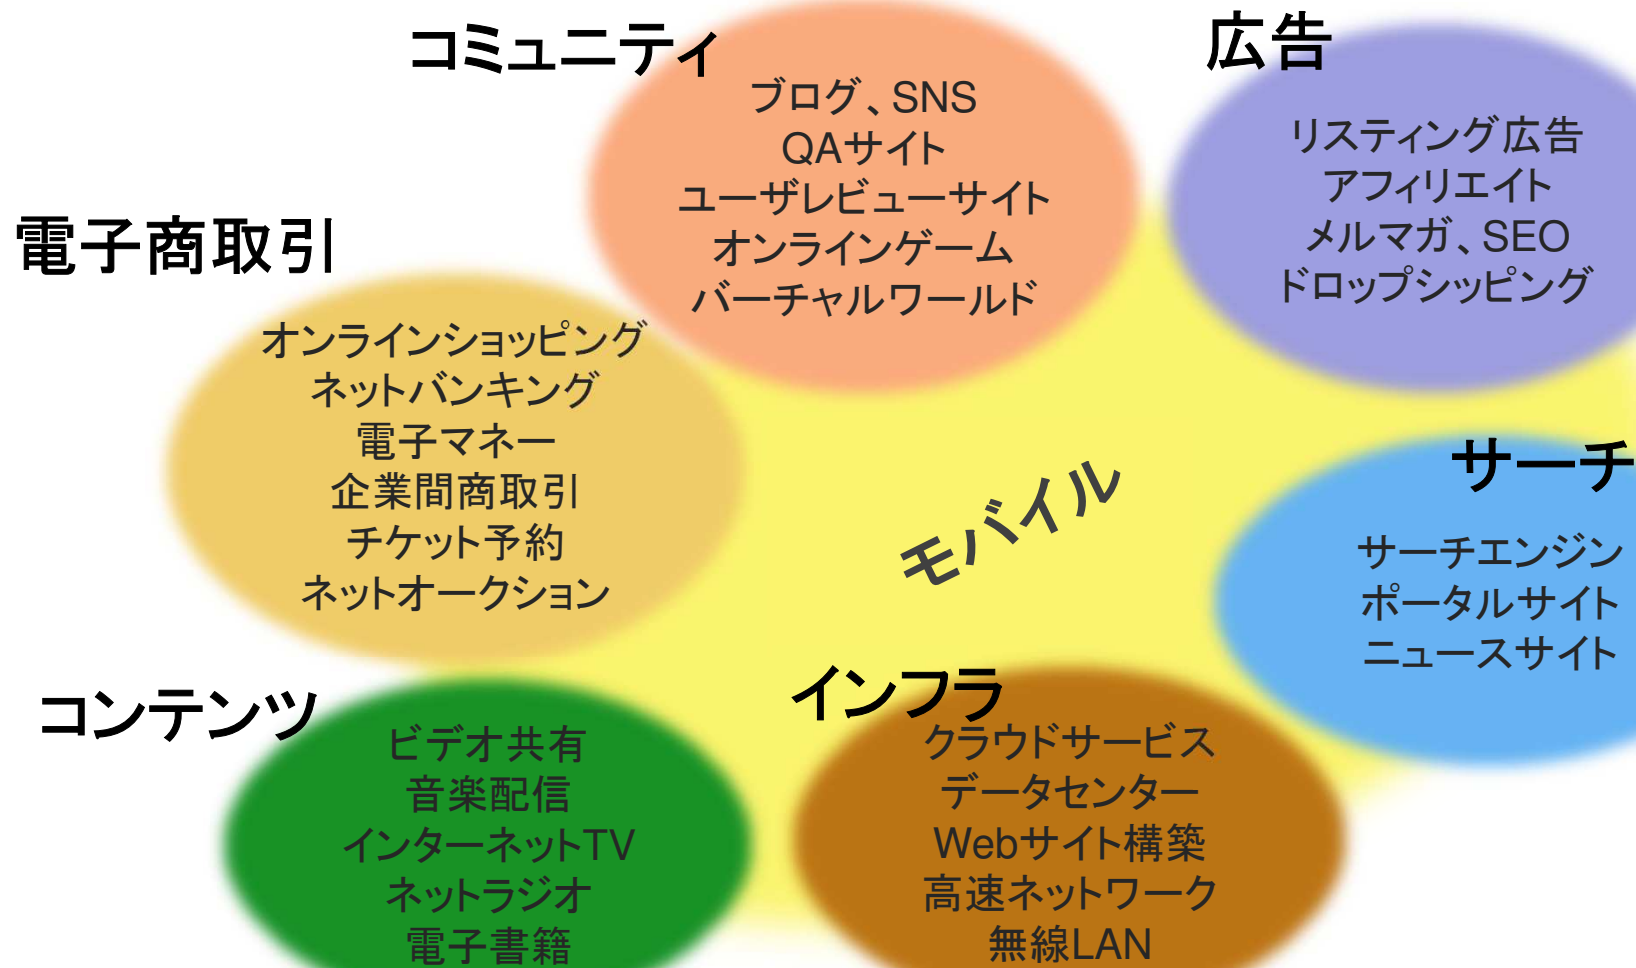 コミュニティ
ブログ、SNS
QAサイト
ユーザレビューサイト
オンラインゲーム
バーチャルワールド
広告
リスティング広告
アフィリエイト
メルマガ、SEO
ドロップシッピング
電子商取引
オンラインショッピング
ネットバンキング
電子マネー
企業間商取引
チケット予約
ネットオークション
モバイル
サーチ
サーチエンジン
ポータルサイト
ニュースサイト
コンテンツ
ビデオ共有
音楽配信
インターネットTV
ネットラジオ
電子書籍
インフラ
クラウドサービス
データセンター
Webサイト構築
高速ネットワーク
無線LAN